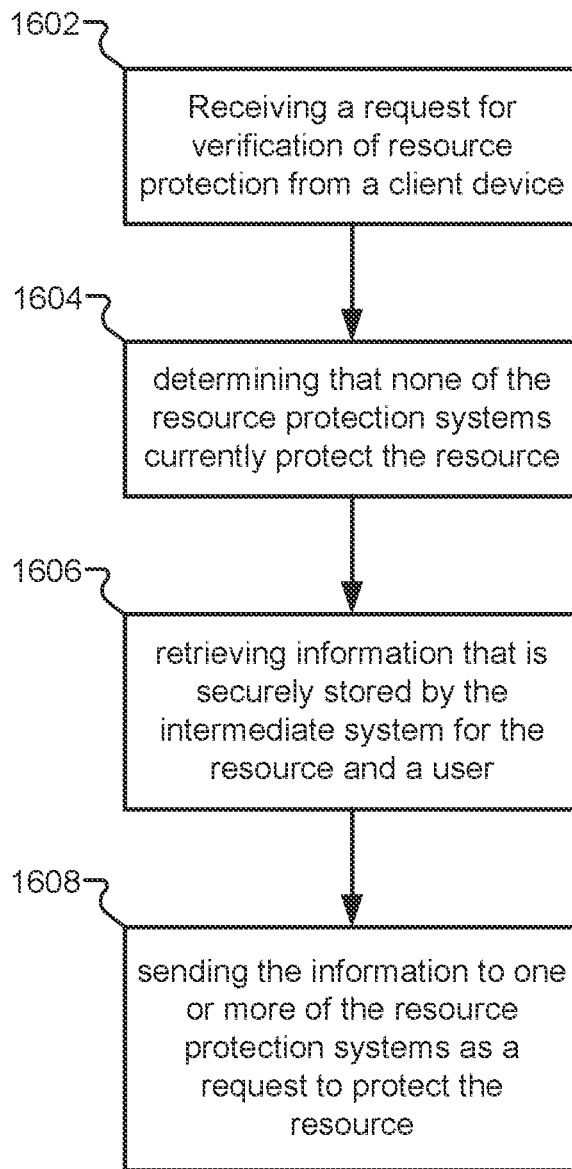 1602
Receiving a request for
verification of resource
protection from a client device
1604
determining that none of the
resource protection systems
currently protect the resource
1606
retrieving information that is
securely stored by the
intermediate system for the
resource and a user
1608
sending the information to one
or more of the resource
protection systems as a
request to protect the
resource